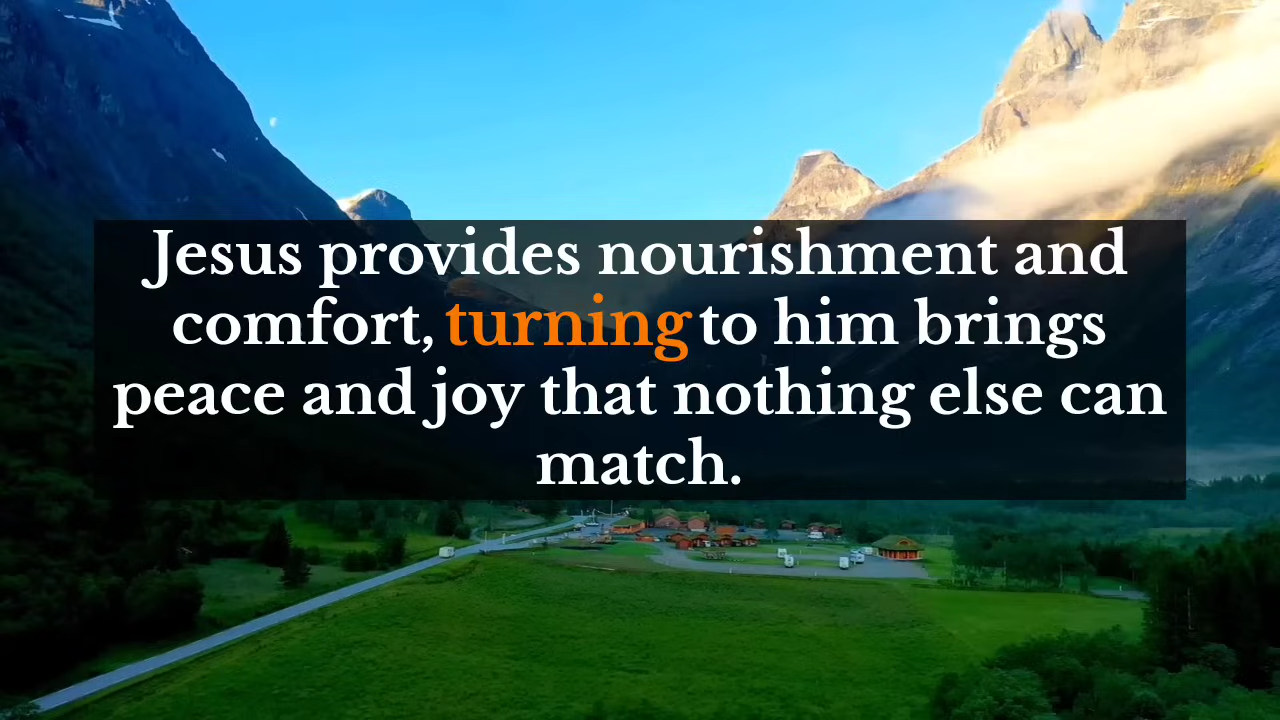 Jesus provides nourishment and
comfort, turning to him brings
peace and joy that nothing else can
match.